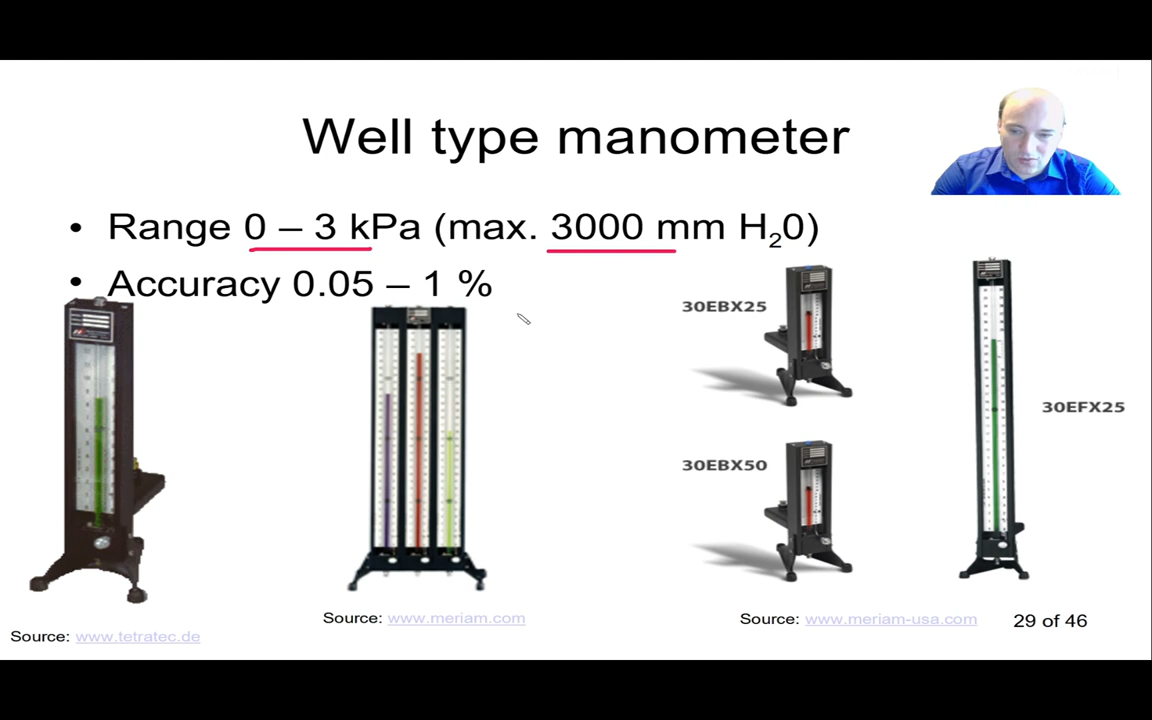 Well type manometer
• Range 0 – 3 kPa (max. 3000 mm H₂0)
• Accuracy 0.05 – 1 %
30EBX25
30EFX25
30EBX50
Source: www.meriam.com
Source: www.meriam-usa.com
29 of 46
Source: www.tetratec.de